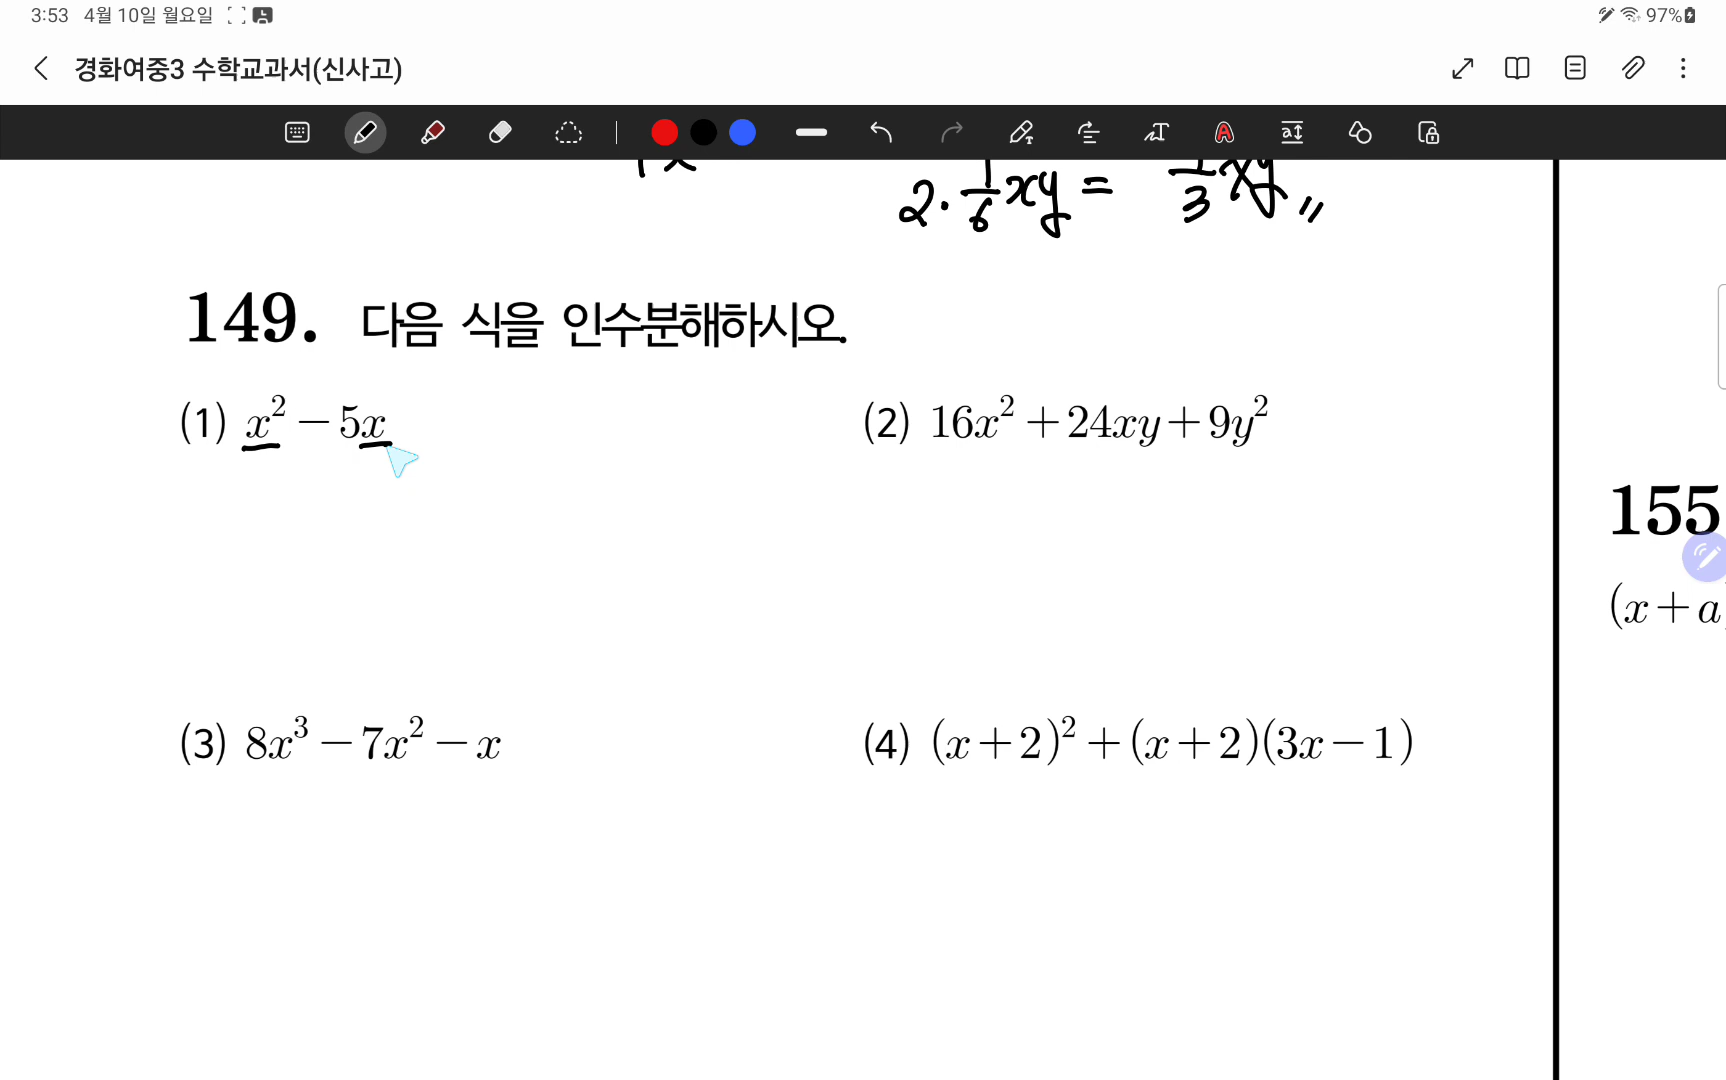 3:53 4월 10일 월요일 97%
경화여중3 수학교과서(신사고)
2·1/6xy = 1/3xy〃
149. 다음 식을 인수분해하시오.
(1) x² − 5x (2) 16x² + 24xy + 9y²
155
(x + a
(3) 8x³ − 7x² − x (4) (x + 2)² + (x + 2)(3x − 1)